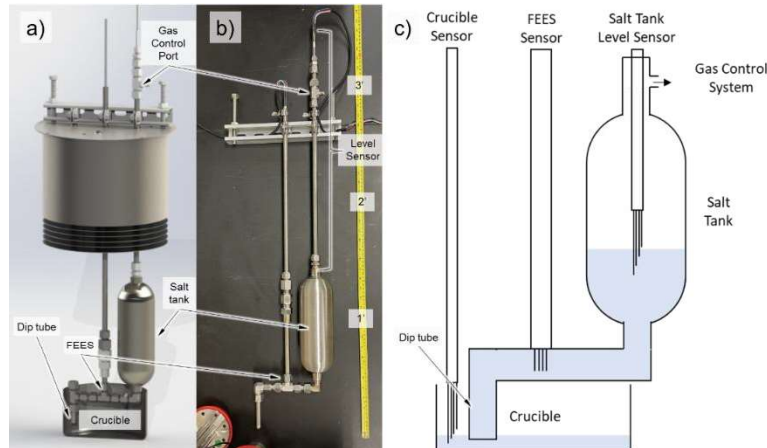 a)
Gas
Control
Port
Salt
tank
Dip tube
FEES
Crucible
b)
3'
Level
Sensor
2'
1'
c)
Crucible
Sensor
FEES
Sensor
Salt Tank
Level Sensor
Gas Control
System
Salt
Tank
Dip tube
Crucible